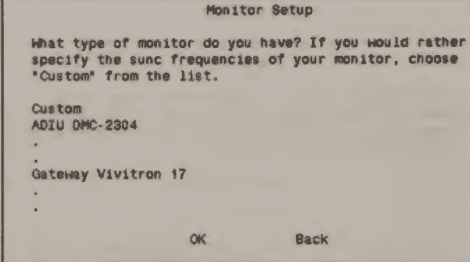 Monitor Setup
What type of monitor do you have? If you would rather
specify the sunc frequencies of your monitor, choose
"Custom" from the list.
Custom
ADIU DMC-2304
.
.
Gateway Vivitron 17
.
.
OK Back